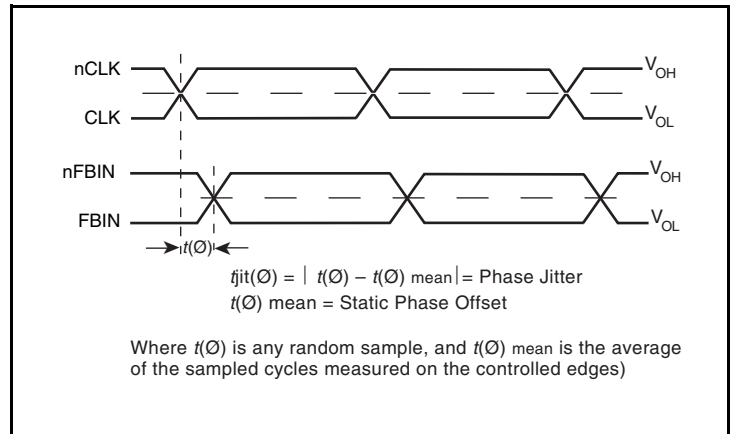 nCLK
V_OH
CLK
V_OL
nFBIN
V_OH
FBIN
V_OL
t(Ø)
tjit(Ø) = | t(Ø) – t(Ø) mean| = Phase Jitter
t(Ø) mean = Static Phase Offset
Where t(Ø) is any random sample, and t(Ø) mean is the average
of the sampled cycles measured on the controlled edges)